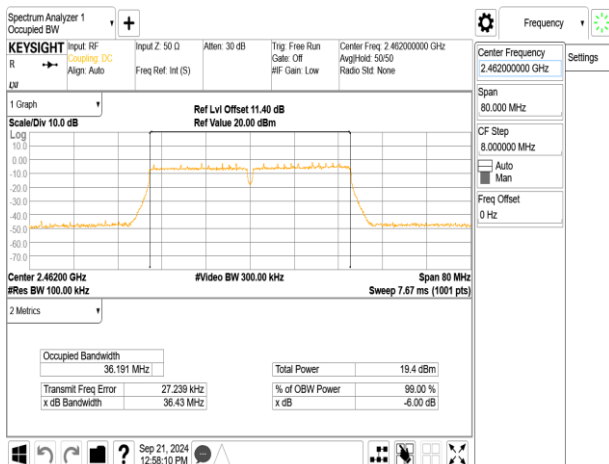 Spectrum Analyzer 1
Occupied BW
Frequency
KEYSIGHT
R
LXI
Input: RF
Coupling: DC
Align: Auto
Input Z: 50 Ω
Freq Ref: Int (S)
Atten: 30 dB
Trig: Free Run
Gate: Off
#IF Gain: Low
Center Freq: 2.462000000 GHz
Avg|Hold: 50/50
Radio Std: None
Center Frequency
2.462000000 GHz
Settings
Span
80.000 MHz
CF Step
8.000000 MHz
Auto
Man
Freq Offset
0 Hz
1 Graph
Scale/Div 10.0 dB
Ref Lvl Offset 11.40 dB
Ref Value 20.00 dBm
Log
10.0
0.00
-10.0
-20.0
-30.0
-40.0
-50.0
-60.0
-70.0
Center 2.46200 GHz
#Res BW 100.00 kHz
#Video BW 300.00 kHz
Span 80 MHz
Sweep 7.67 ms (1001 pts)
2 Metrics
Occupied Bandwidth
36.191 MHz
Transmit Freq Error 27.239 kHz
x dB Bandwidth 36.43 MHz
Total Power 19.4 dBm
% of OBW Power 99.00 %
x dB -6.00 dB
Sep 21, 2024
12:58:10 PM